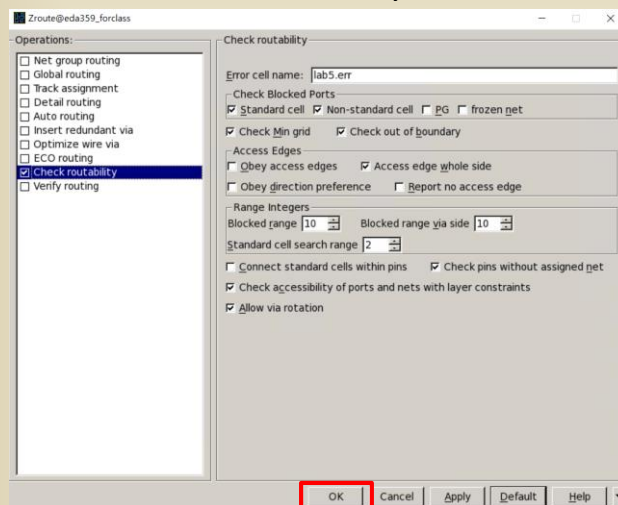 Zroute@eda359_forclass
Operations:
Net group routing
Global routing
Track assignment
Detail routing
Auto routing
Insert redundant via
Optimize wire via
ECO routing
Check routability
Verify routing
Check routability
Error cell name: lab5.err
Check Blocked Ports
Standard cell Non-standard cell PG frozen net
Check Min grid Check out of boundary
Access Edges
Obey access edges Access edge whole side
Obey direction preference Report no access edge
Range Integers
Blocked range 10 Blocked range via side 10
Standard cell search range 2
Connect standard cells within pins Check pins without assigned net
Check accessibility of ports and nets with layer constraints
Allow via rotation
OK Cancel Apply Default Help